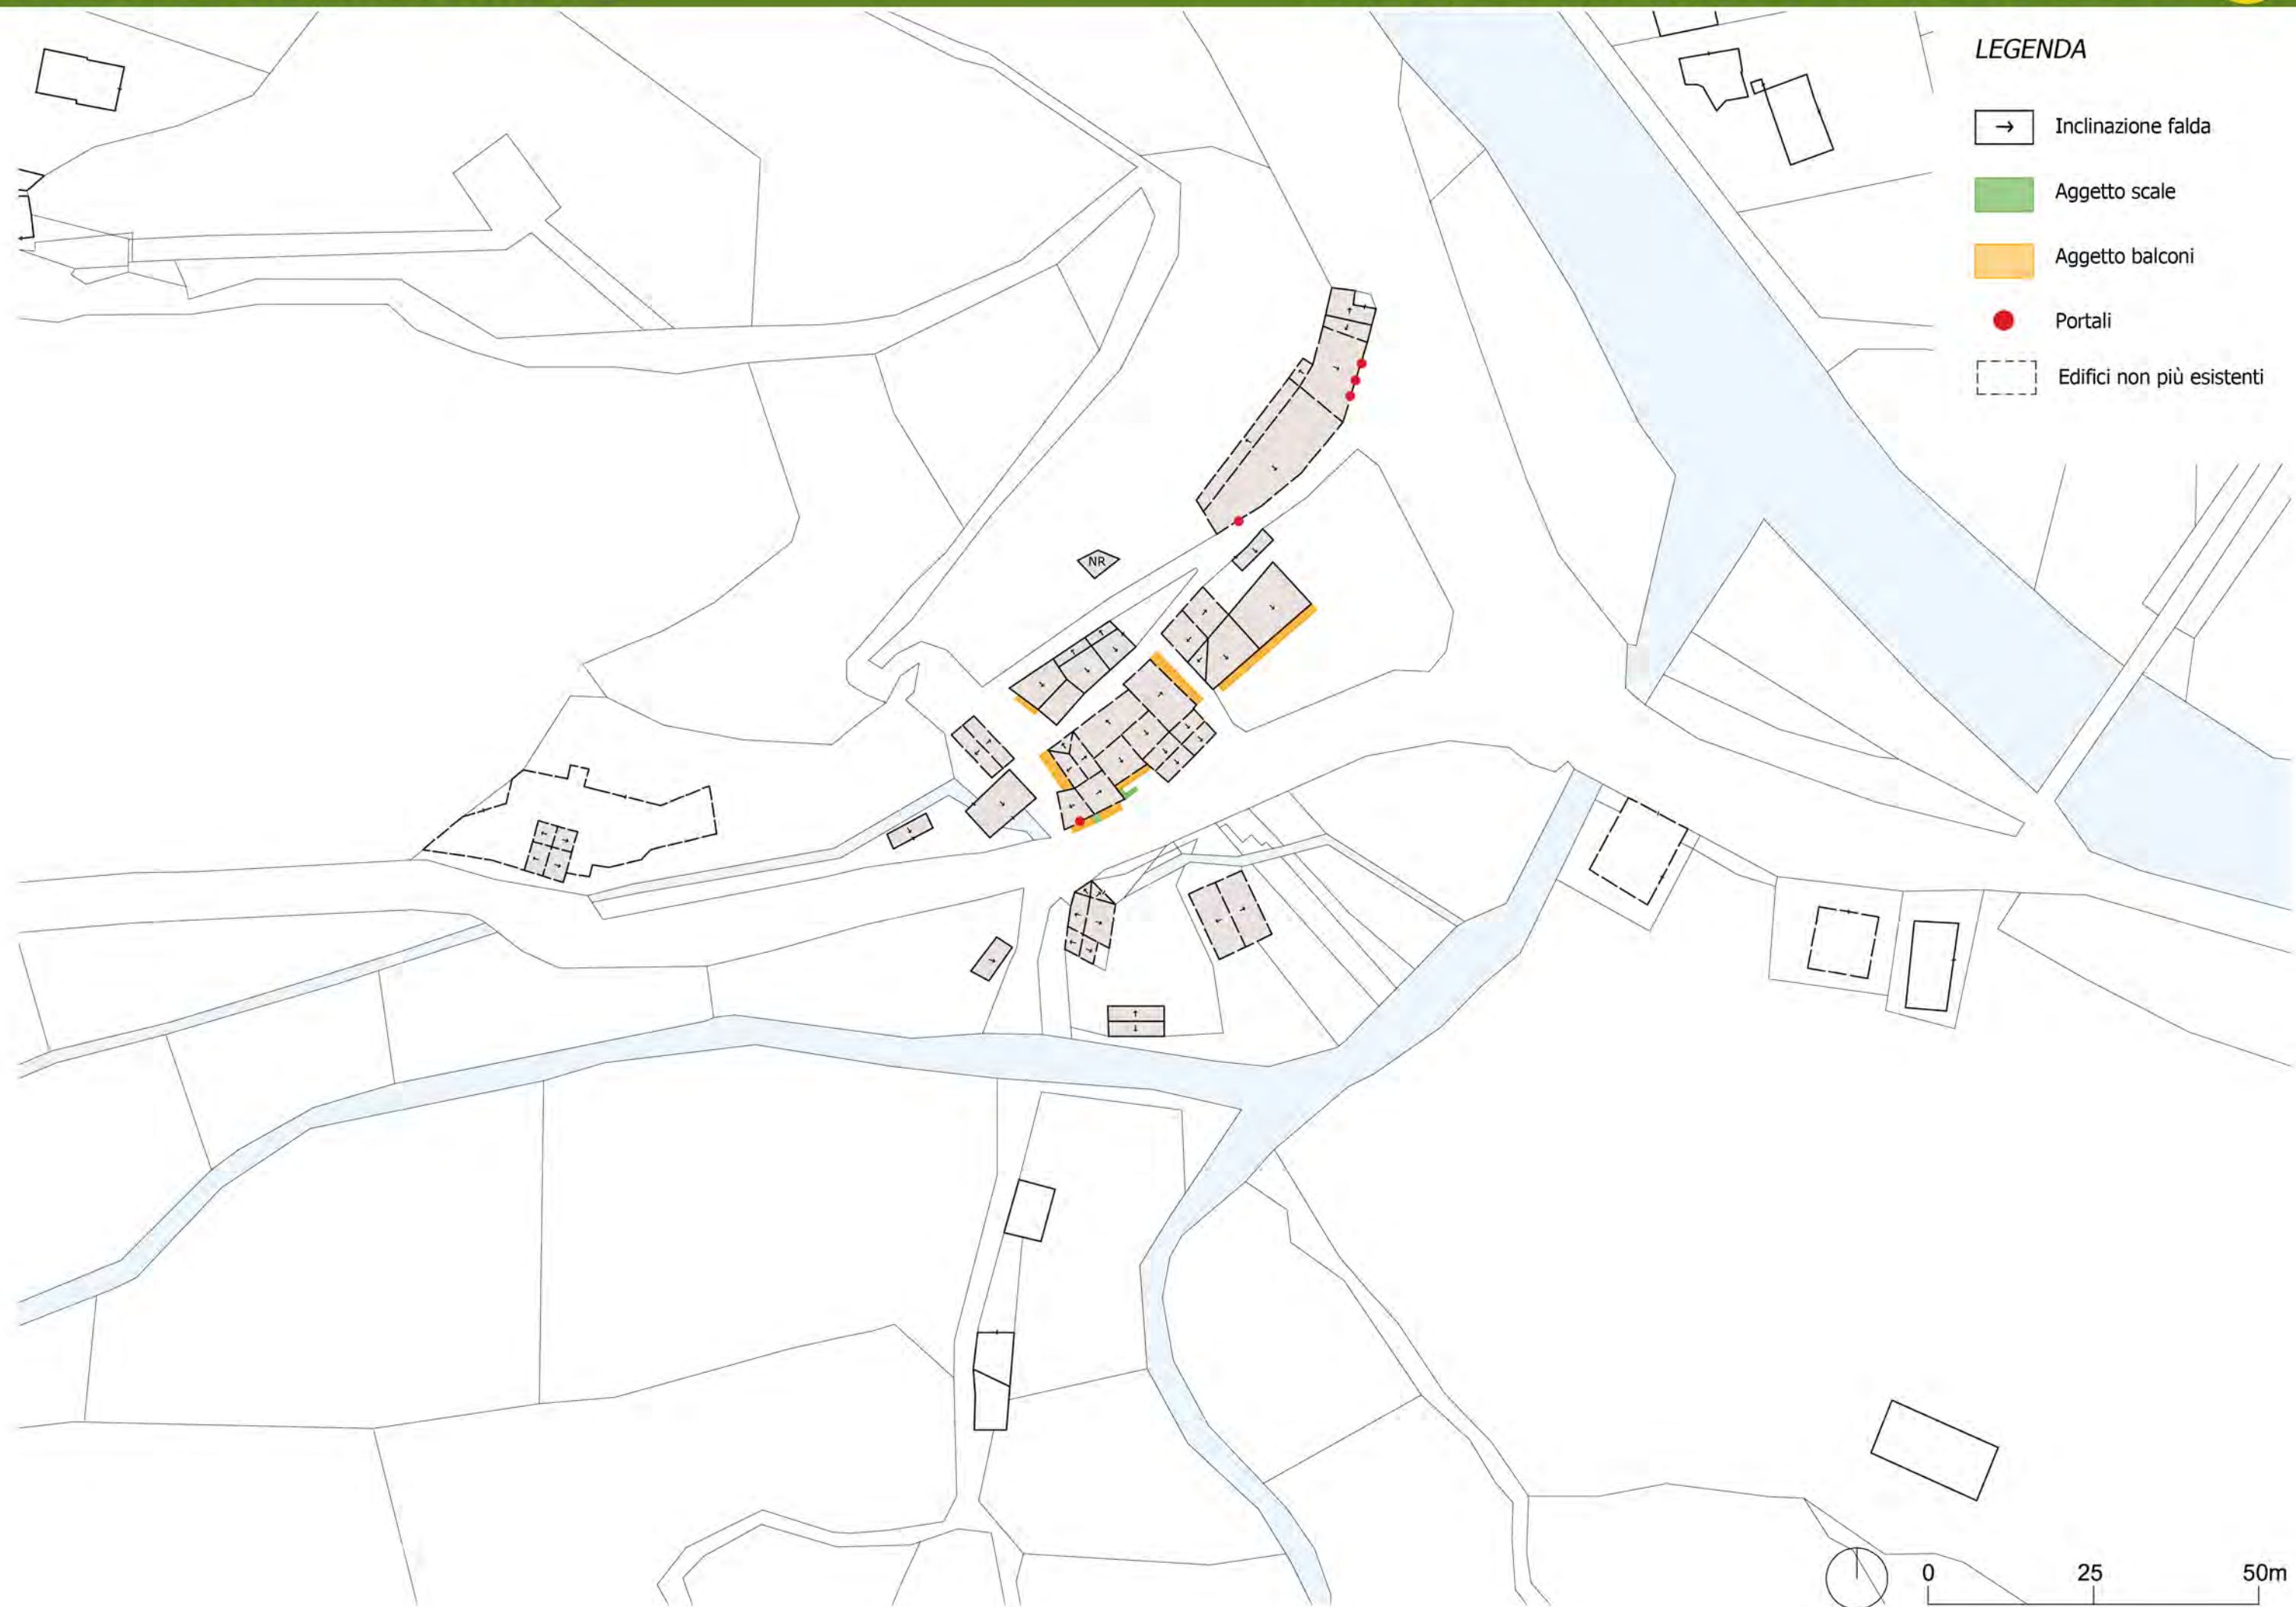 LEGENDA
Inclinazione falda
Aggetto scale
Aggetto balconi
Portali
Edifici non più esistenti
NR
0 25 50m